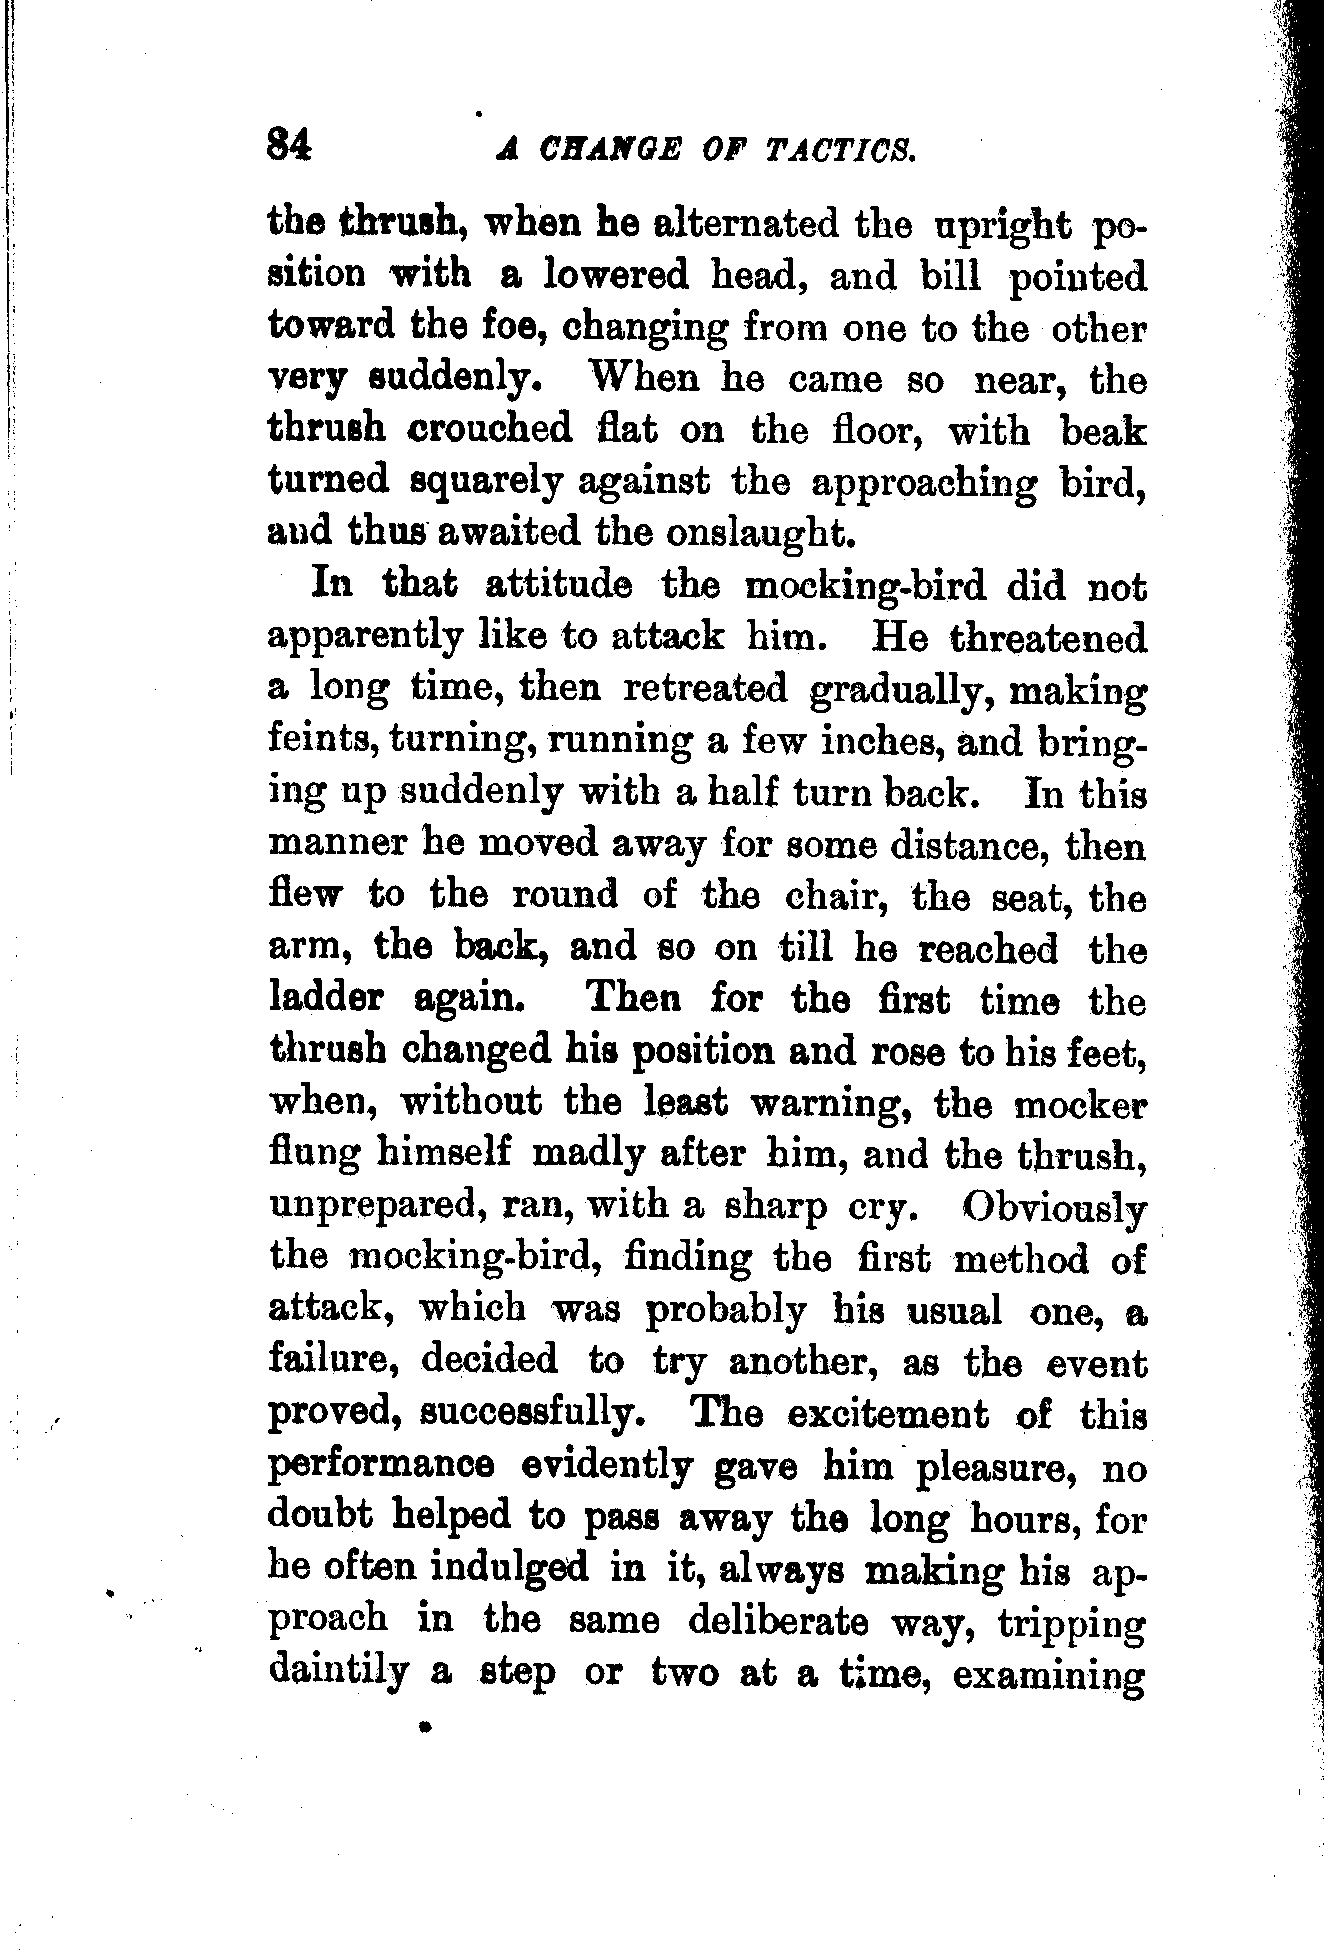 84 A CHANGE OF TACTICS.
the thrush, when he alternated the upright po-
sition with a lowered head, and bill pointed
toward the foe, changing from one to the other
very suddenly. When he came so near, the
thrush crouched flat on the floor, with beak
turned squarely against the approaching bird,
and thus awaited the onslaught.
In that attitude the mocking-bird did not
apparently like to attack him. He threatened
a long time, then retreated gradually, making
feints, turning, running a few inches, and bring-
ing up suddenly with a half turn back. In this
manner he moved away for some distance, then
flew to the round of the chair, the seat, the
arm, the back, and so on till he reached the
ladder again. Then for the first time the
thrush changed his position and rose to his feet,
when, without the least warning, the mocker
flung himself madly after him, and the thrush,
unprepared, ran, with a sharp cry. Obviously
the mocking-bird, finding the first method of
attack, which was probably his usual one, a
failure, decided to try another, as the event
proved, successfully. The excitement of this
performance evidently gave him pleasure, no
doubt helped to pass away the long hours, for
he often indulged in it, always making his ap-
proach in the same deliberate way, tripping
daintily a step or two at a time, examining